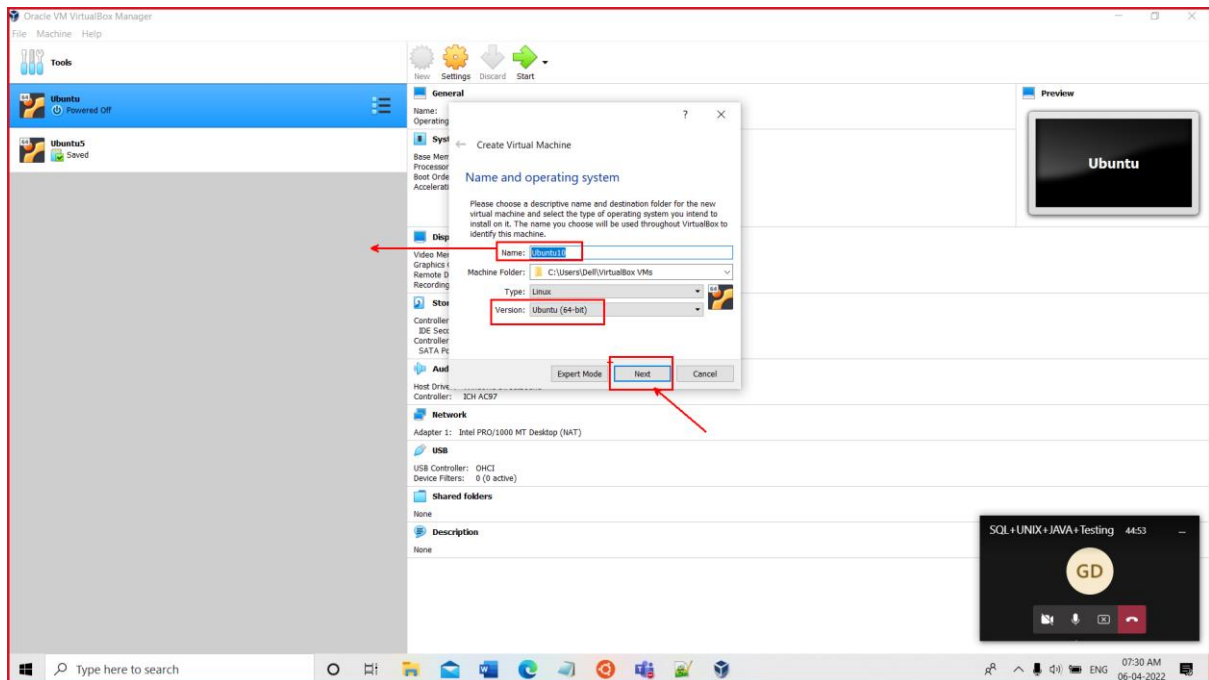 Oracle VM VirtualBox Manager
File Machine Help
Tools
New Settings Discard Start
64
Ubuntu
Powered Off
64
Ubuntu5
Saved
General
Name:
Operating
Preview
Ubuntu
Base Mem
Processor
Boot Orde
Accelerati
Disp
Video Mem
Graphics
Remote D
Recording
Stor
Controller
IDE Seco
Controller
SATA Po
Aud
Host Drive
Controller: ICH AC97
Network
Adapter 1: Intel PRO/1000 MT Desktop (NAT)
USB
USB Controller: OHCI
Device Filters: 0 (0 active)
Shared folders
None
Description
None
? ×
← Create Virtual Machine
Name and operating system
Please choose a descriptive name and destination folder for the new
virtual machine and select the type of operating system you intend to
install on it. The name you choose will be used throughout VirtualBox to
identify this machine.
Name: Ubuntu10
Machine Folder: C:\Users\Dell\VirtualBox VMs
Type: Linux
64
Version: Ubuntu (64-bit)
Expert Mode Next Cancel
SQL+UNIX+JAVA+Testing 44:53
GD
Type here to search
ENG
07:30 AM
06-04-2022